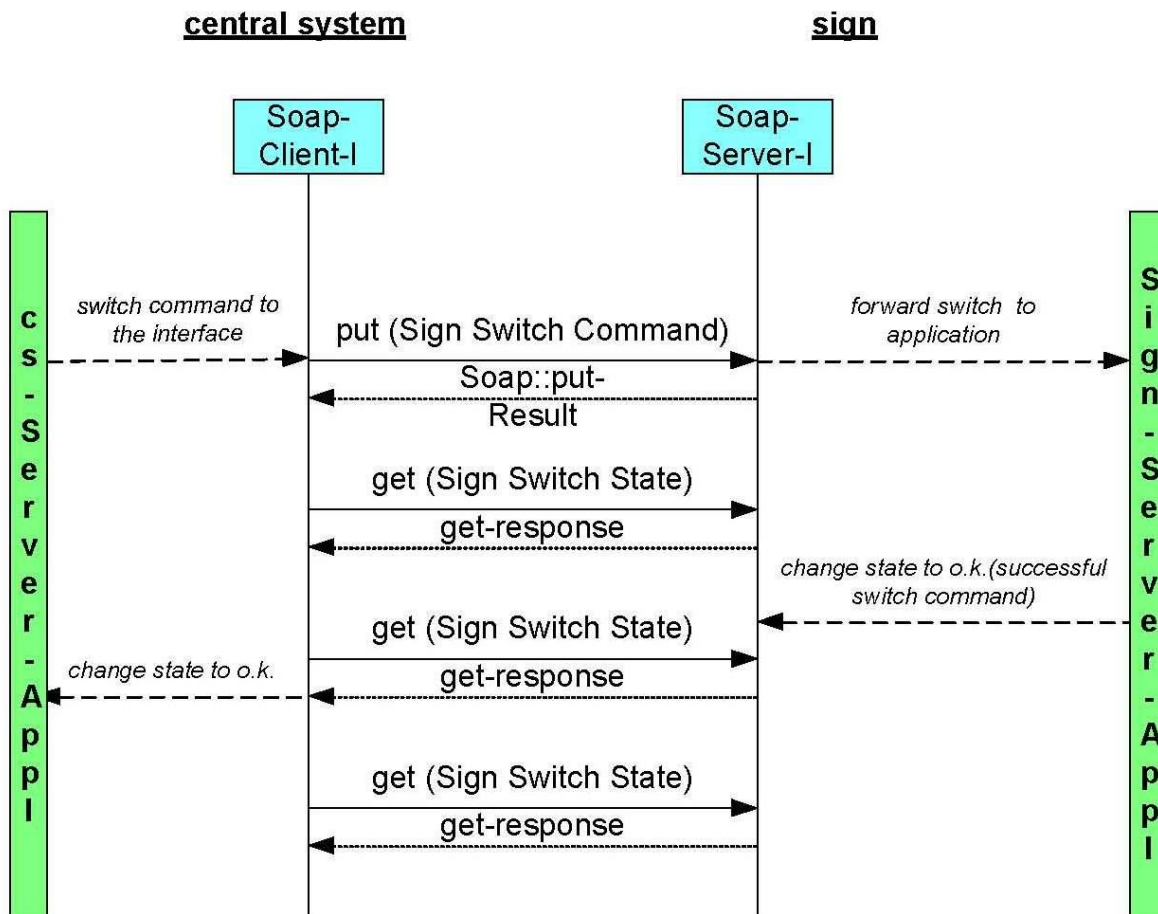 central system
sign
Soap-
Client-I
Soap-
Server-I
cs-Server-Appl
Sign-Server-Appl
switch command to
the interface
put (Sign Switch Command)
forward switch to
application
Soap::put-
Result
get (Sign Switch State)
get-response
change state to o.k.(successful
switch command)
get (Sign Switch State)
change state to o.k.
get-response
get (Sign Switch State)
get-response